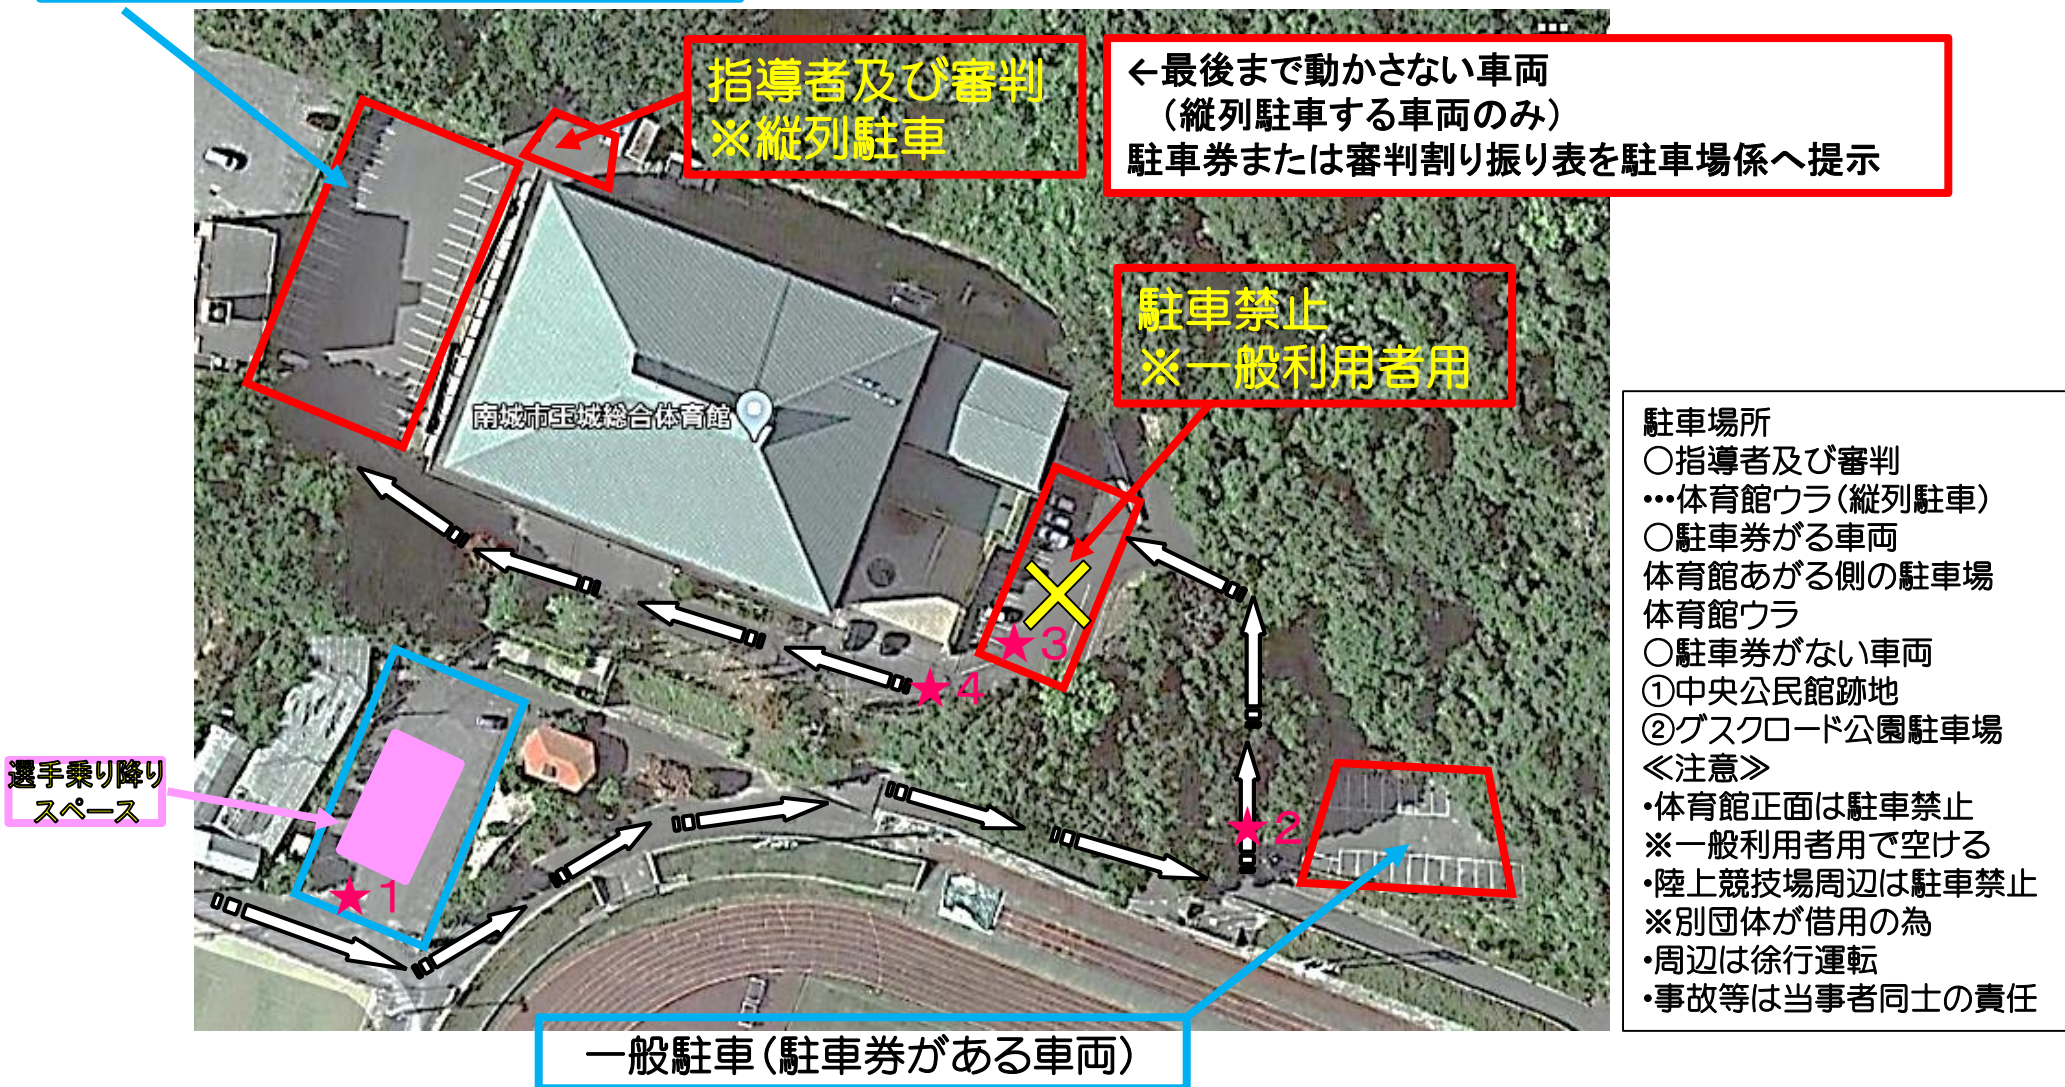 指導者及び審判
※縦列駐車
←最後まで動かさない車両
（縦列駐車する車両のみ）
駐車券または審判割り振り表を駐車場係へ提示
駐車禁止
※一般利用者用
南城市玉城総合体育館
★3
★4
★2
★1
選手乗り降り
スペース
一般駐車（駐車券がある車両）
駐車場所
○指導者及び審判
…体育館ウラ（縦列駐車）
○駐車券がる車両
体育館あがる側の駐車場
体育館ウラ
○駐車券がない車両
①中央公民館跡地
②グスクロード公園駐車場
≪注意≫
・体育館正面は駐車禁止
※一般利用者用で空ける
・陸上競技場周辺は駐車禁止
※別団体が借用の為
・周辺は徐行運転
・事故等は当事者同士の責任